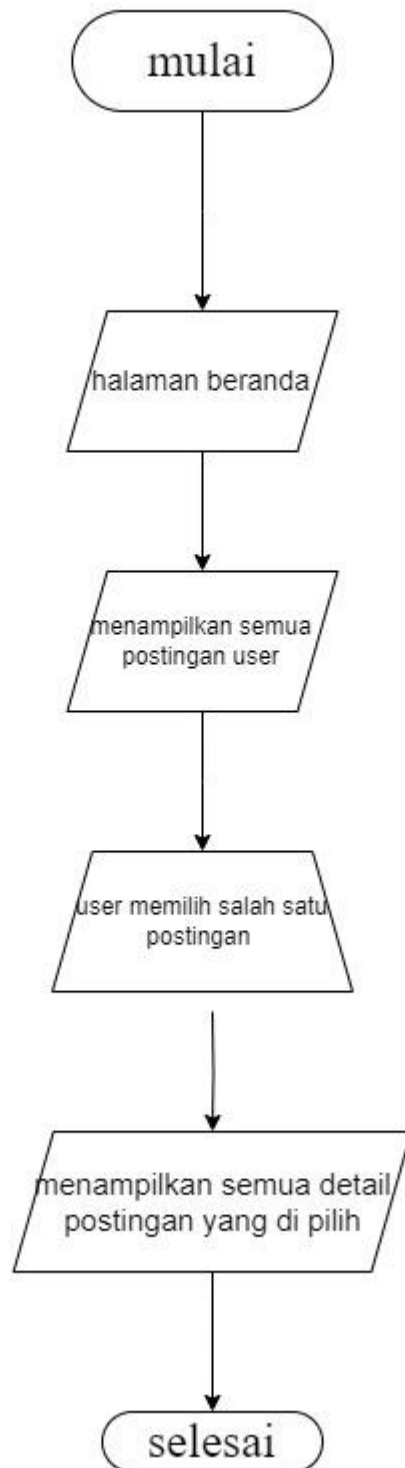 mulai
halaman beranda
menampilkan semua
postingan user
user memilih salah satu
postingan
menampilkan semua detail
postingan yang di pilih
selesai